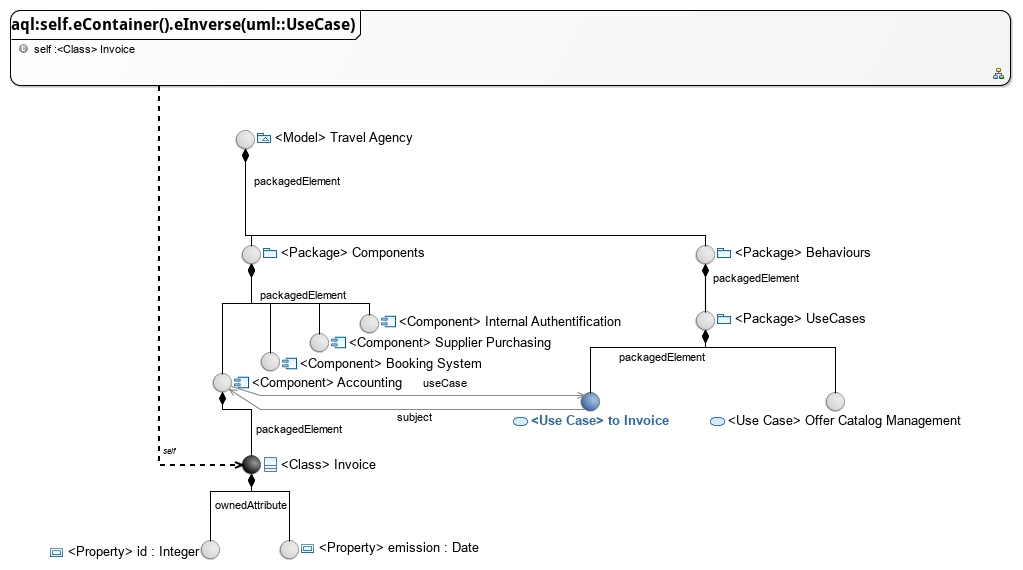 aql:self.eContainer().eInverse(uml::UseCase)
self :<Class> Invoice
<Model> Travel Agency
packagedElement
<Package> Components
<Package> Behaviours
packagedElement
packagedElement
<Component> Internal Authentification
<Package> UseCases
<Component> Supplier Purchasing
packagedElement
<Component> Booking System
<Component> Accounting
useCase
subject
<Use Case> to Invoice
<Use Case> Offer Catalog Management
packagedElement
self
<Class> Invoice
ownedAttribute
<Property> id : Integer
<Property> emission : Date